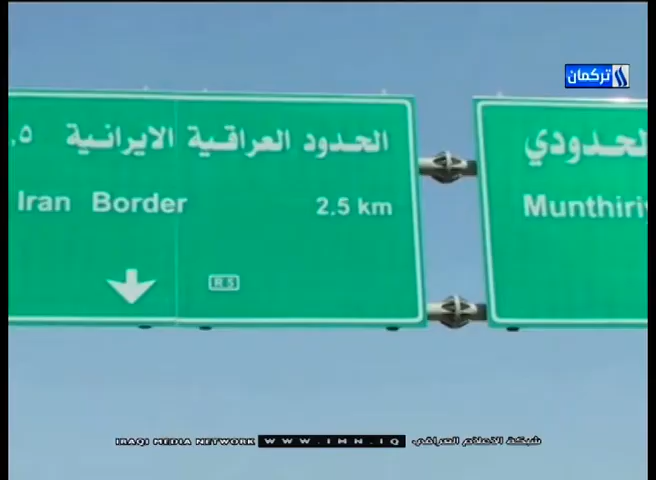 تركمان
الحدود العراقية الايرانية
Iran Border 2.5 km
R5
الحدودي
IRAQI MEDIA NETWORK WWW.IMN.IQ شبكة الاعلام العراقي